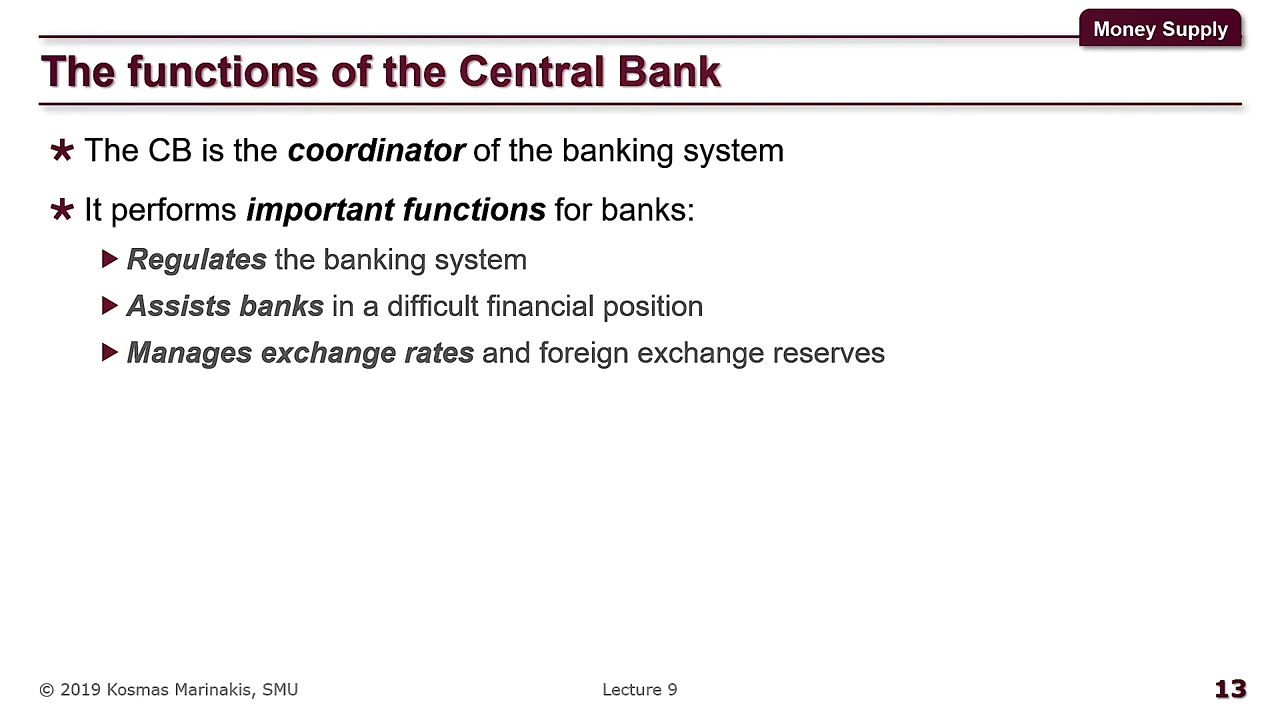 Money Supply
The functions of the Central Bank
* The CB is the coordinator of the banking system
* It performs important functions for banks:
▶ Regulates the banking system
▶ Assists banks in a difficult financial position
▶ Manages exchange rates and foreign exchange reserves
© 2019 Kosmas Marinakis, SMU
Lecture 9
13